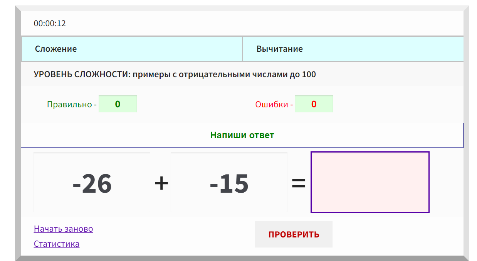 00:00:12
Сложение Вычитание
УРОВЕНЬ СЛОЖНОСТИ: примеры с отрицательными числами до 100
Правильно - 0 Ошибки - 0
Напиши ответ
-26 + -15 =
Начать заново
ПРОВЕРИТЬ
Статистика